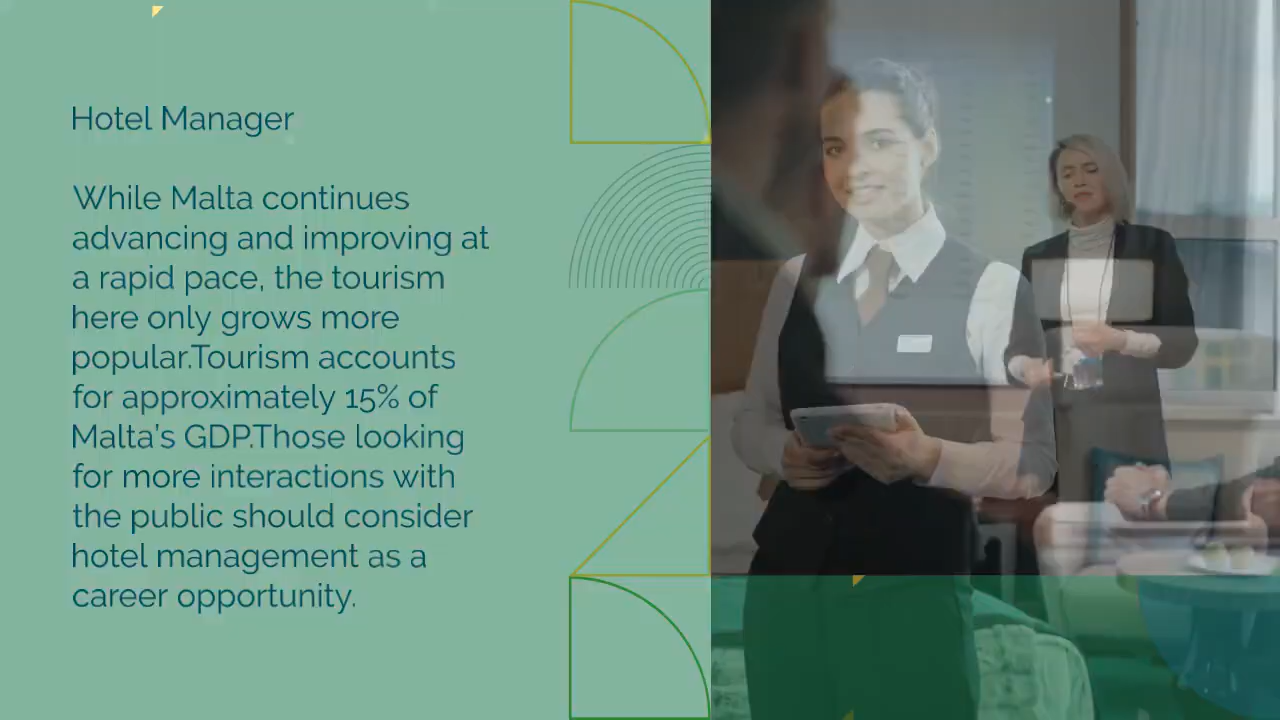 Hotel Manager
While Malta continues
advancing and improving at
a rapid pace, the tourism
here only grows more
popular.Tourism accounts
for approximately 15% of
Malta's GDP.Those looking
for more interactions with
the public should consider
hotel management as a
career opportunity.